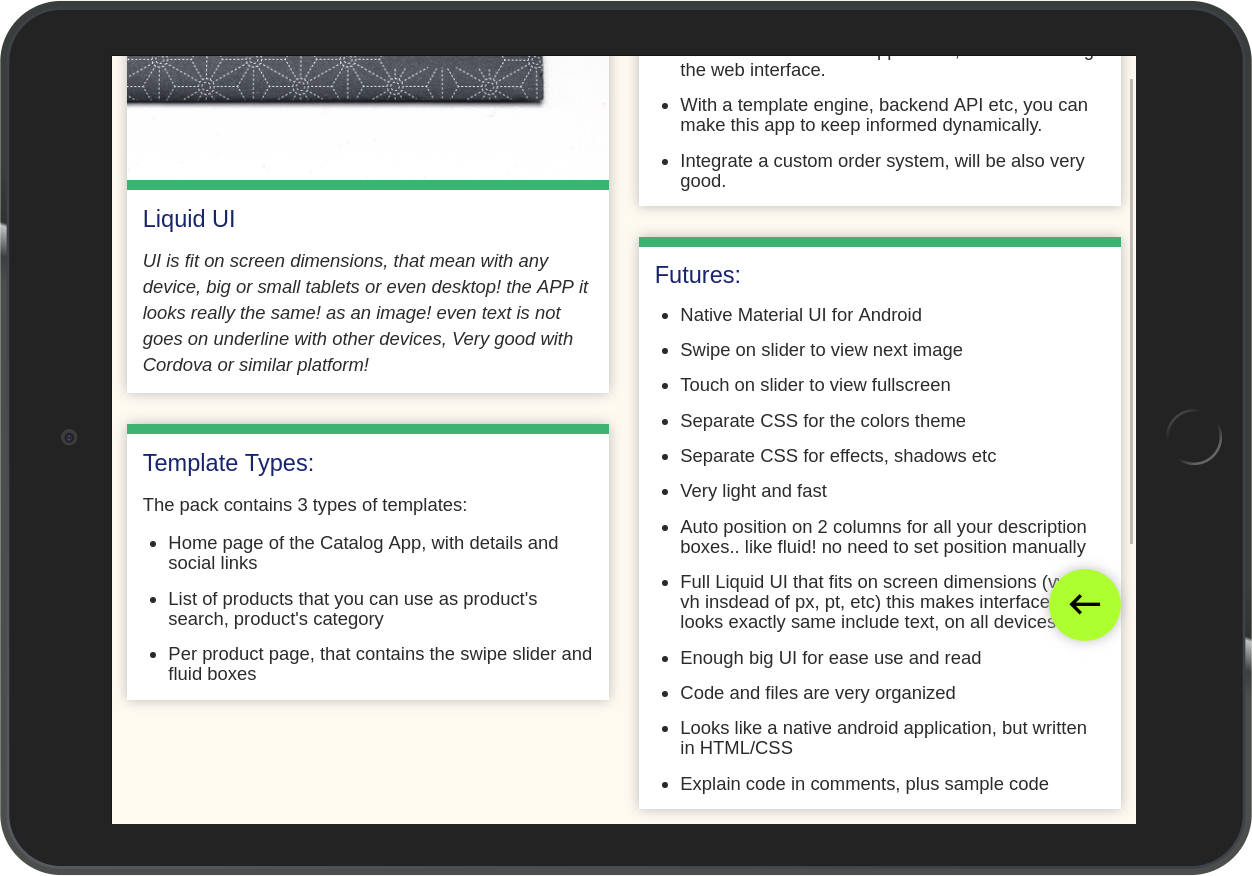 Liquid UI
UI is fit on screen dimensions, that mean with any
device, big or small tablets or even desktop! the APP it
looks really the same! as an image! even text is not
goes on underline with other devices, Very good with
Cordova or similar platform!
Template Types:
The pack contains 3 types of templates:
Home page of the Catalog App, with details and
social links
List of products that you can use as product's
search, product's category
Per product page, that contains the swipe slider and
fluid boxes
the web interface.
With a template engine, backend API etc, you can
make this app to кeep informed dynamically.
Integrate a custom order system, will be also very
good.
Futures:
Native Material UI for Android
Swipe on slider to view next image
Touch on slider to view fullscreen
Separate CSS for the colors theme
Separate CSS for effects, shadows etc
Very light and fast
Auto position on 2 columns for all your description
boxes.. like fluid! no need to set position manually
Full Liquid UI that fits on screen dimensions
vh insdead of px, pt, etc) this makes interface
looks exactly same include text, on all devices
Enough big UI for ease use and read
Code and files are very organized
Looks like a native android application, but written
in HTML/CSS
Explain code in comments, plus sample code